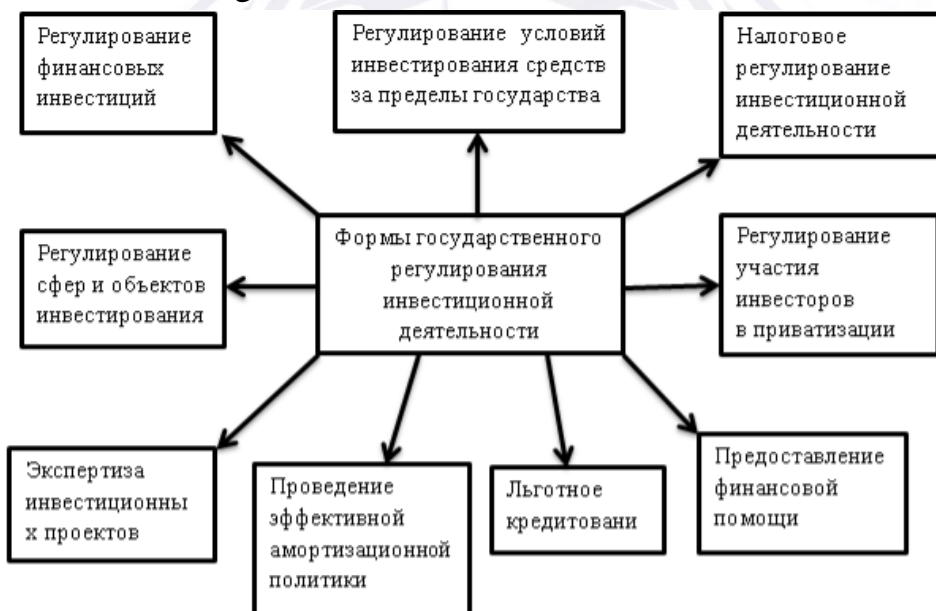 Регулирование
финансовых
инвестиций
Регулирование условий
инвестирования средств
за пределы государства
Налоговое
регулирование
инвестиционной
деятельности
Формы государственного
регулирования
инвестиционной
деятельности
Регулирование
сфер и объектов
инвестирования
Регулирование
участия
инвесторов
в приватизации
Экспертиза
инвестиционны
х проектов
Проведение
эффективной
амортизационной
политики
Льготное
кредитовани
Предоставление
финансовой
помощи